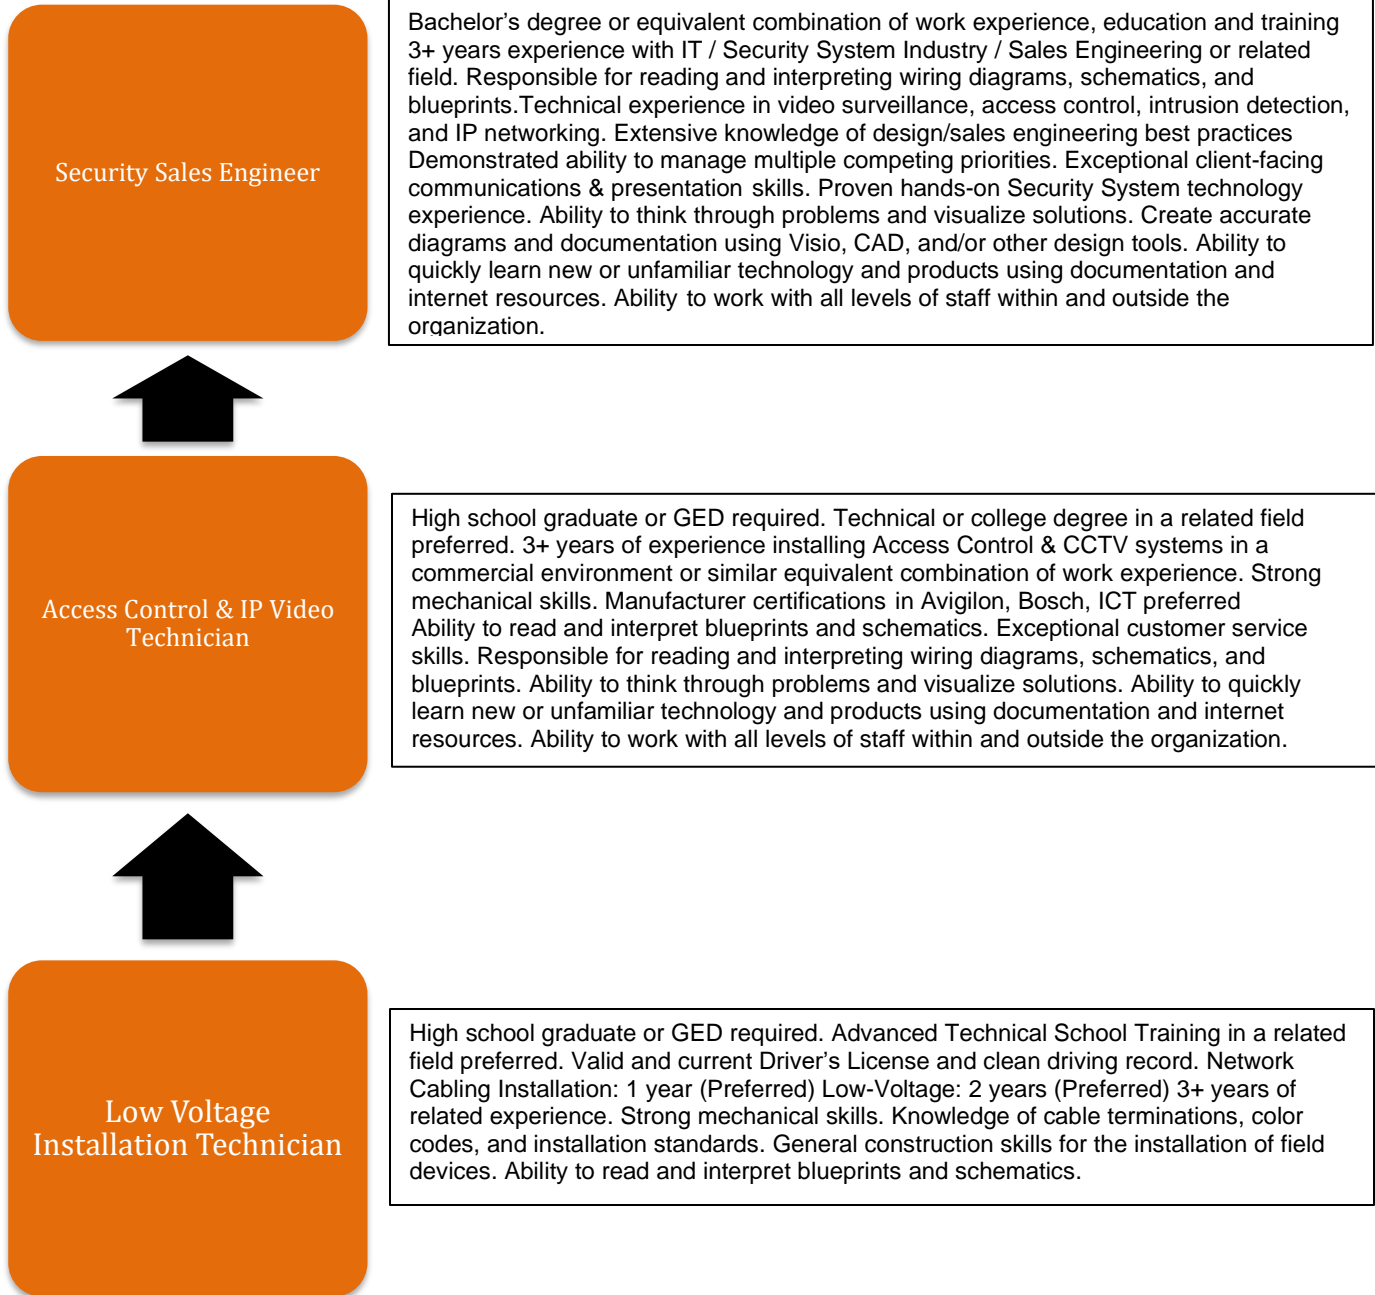 Security Sales Engineer
Bachelor’s degree or equivalent combination of work experience, education and training
3+ years experience with IT / Security System Industry / Sales Engineering or related
field. Responsible for reading and interpreting wiring diagrams, schematics, and
blueprints.Technical experience in video surveillance, access control, intrusion detection,
and IP networking. Extensive knowledge of design/sales engineering best practices
Demonstrated ability to manage multiple competing priorities. Exceptional client-facing
communications & presentation skills. Proven hands-on Security System technology
experience. Ability to think through problems and visualize solutions. Create accurate
diagrams and documentation using Visio, CAD, and/or other design tools. Ability to
quickly learn new or unfamiliar technology and products using documentation and
internet resources. Ability to work with all levels of staff within and outside the
organization.
Access Control & IP Video
Technician
High school graduate or GED required. Technical or college degree in a related field
preferred. 3+ years of experience installing Access Control & CCTV systems in a
commercial environment or similar equivalent combination of work experience. Strong
mechanical skills. Manufacturer certifications in Avigilon, Bosch, ICT preferred
Ability to read and interpret blueprints and schematics. Exceptional customer service
skills. Responsible for reading and interpreting wiring diagrams, schematics, and
blueprints. Ability to think through problems and visualize solutions. Ability to quickly
learn new or unfamiliar technology and products using documentation and internet
resources. Ability to work with all levels of staff within and outside the organization.
Low Voltage
Installation Technician
High school graduate or GED required. Advanced Technical School Training in a related
field preferred. Valid and current Driver’s License and clean driving record. Network
Cabling Installation: 1 year (Preferred) Low-Voltage: 2 years (Preferred) 3+ years of
related experience. Strong mechanical skills. Knowledge of cable terminations, color
codes, and installation standards. General construction skills for the installation of field
devices. Ability to read and interpret blueprints and schematics.